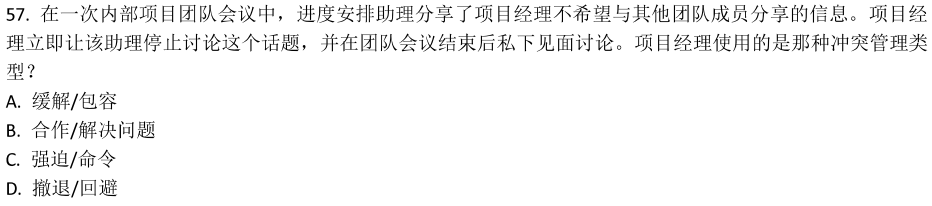 57. 在一次内部项目团队会议中，进度安排助理分享了项目经理不希望与其他团队成员分享的信息。项目经
理立即让该助理停止讨论这个话题，并在团队会议结束后私下见面讨论。项目经理使用的是那种冲突管理类
型？
A. 缓解/包容
B. 合作/解决问题
C. 强迫/命令
D. 撤退/回避